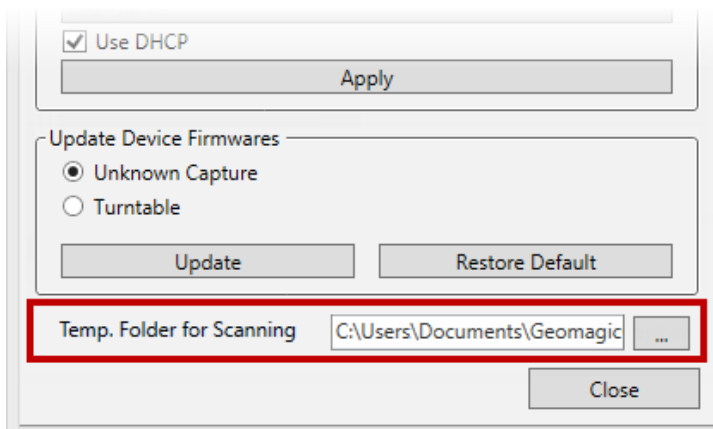 Use DHCP
Apply
Update Device Firmwares
Unknown Capture
Turntable
Update Restore Default
Temp. Folder for Scanning C:\Users\Documents\Geomagic ...
Close